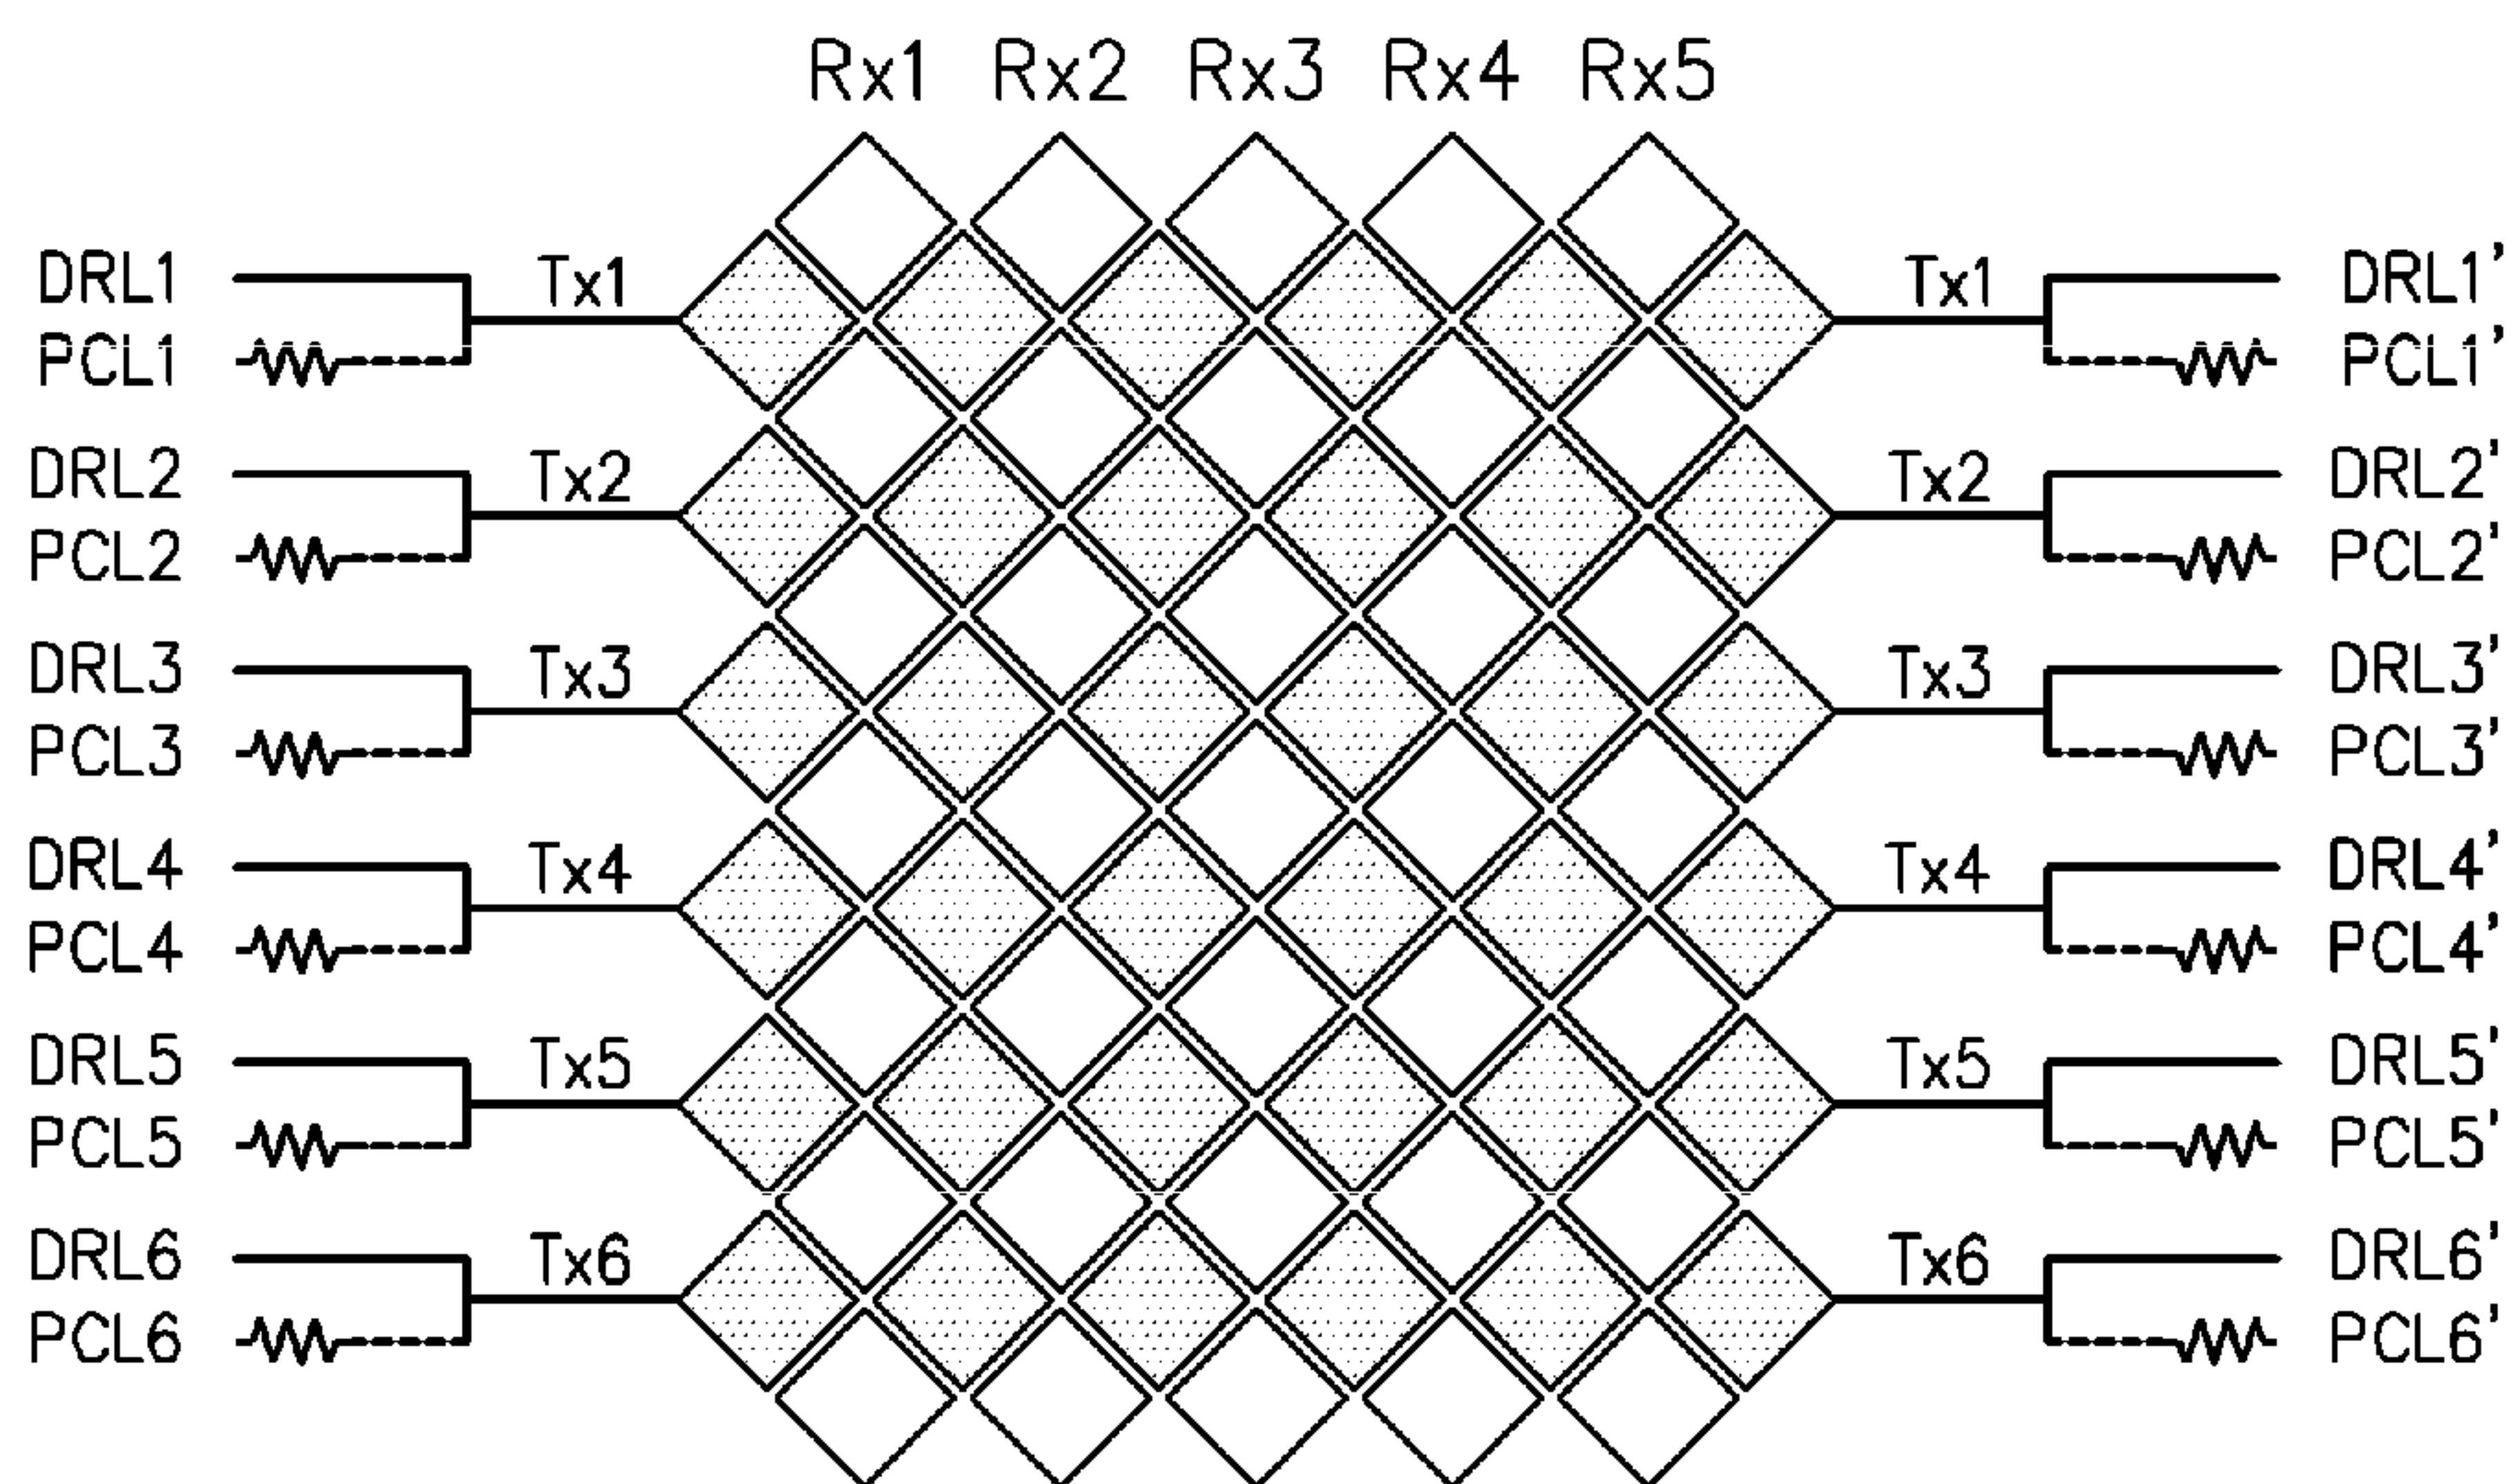 Rx1 Rx2 Rx3 Rx4 Rx5
DRL1 Tx1 Tx1 DRL1'
PCL1 PCL1'
DRL2 Tx2 Tx2 DRL2'
PCL2 PCL2'
DRL3 Tx3 Tx3 DRL3'
PCL3 PCL3'
DRL4 Tx4 Tx4 DRL4'
PCL4 PCL4'
DRL5 Tx5 Tx5 DRL5'
PCL5 PCL5'
DRL6 Tx6 Tx6 DRL6'
PCL6 PCL6'